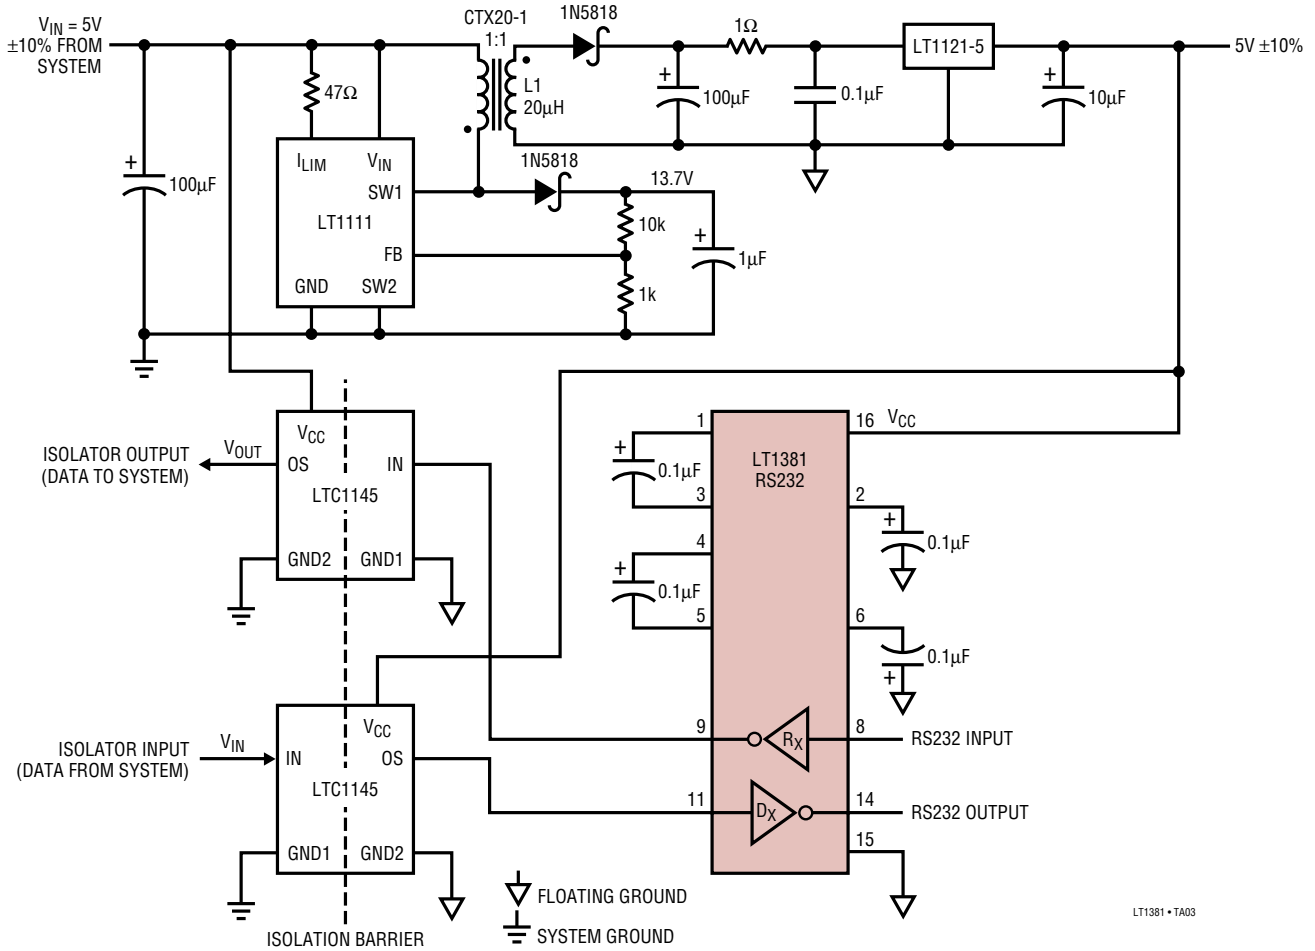 CTX20-1
1:1
1N5818
VIN = 5V
±10% FROM
SYSTEM
1Ω
LT1121-5
5V ±10%
47Ω
L1
20µH
+
100µF
0.1µF
+
10µF
+
100µF
ILIM
VIN
SW1
LT1111
FB
GND
SW2
1N5818
13.7V
10k
1k
+
1µF
ISOLATOR OUTPUT
(DATA TO SYSTEM)
VOUT
VCC
OS
IN
LTC1145
GND2
GND1
1
16
VCC
LT1381
RS232
+
0.1µF
3
2
+
0.1µF
4
+
0.1µF
5
6
0.1µF
+
ISOLATOR INPUT
(DATA FROM SYSTEM)
VIN
VCC
IN
OS
LTC1145
GND1
GND2
9
RX
8
RS232 INPUT
11
DX
14
RS232 OUTPUT
15
FLOATING GROUND
SYSTEM GROUND
ISOLATION BARRIER
LT1381 • TA03